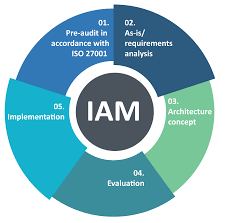 01.
Pre-audit in
accordance with
ISO 27001
02.
As-is/
requirements
analysis
03.
Architecture
concept
04.
Evaluation
05.
Implementation
IAM